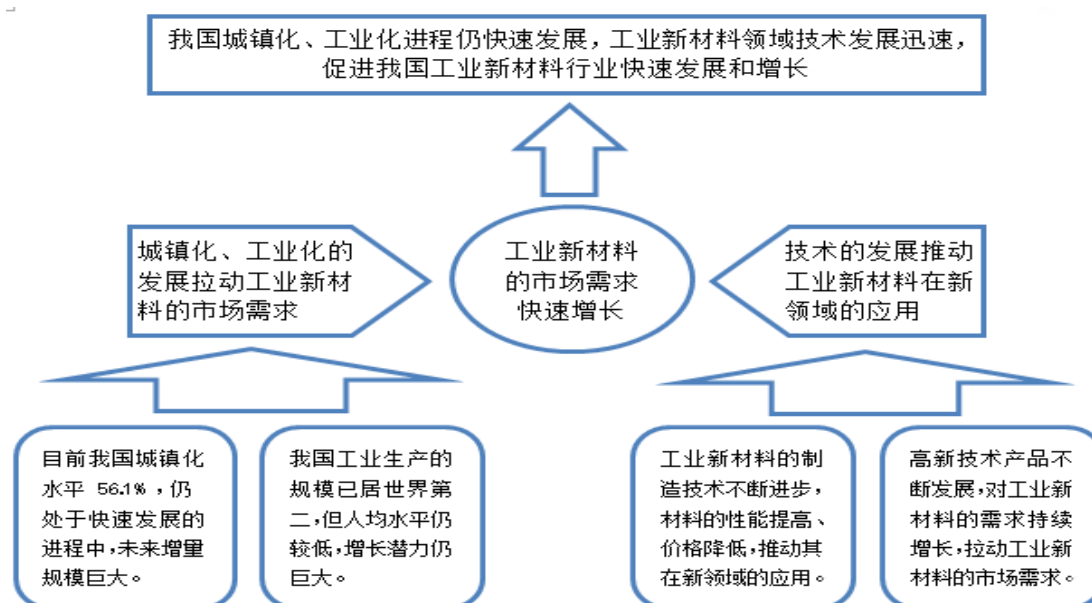 我国城镇化、工业化进程仍快速发展，工业新材料领域技术发展迅速，
促进我国工业新材料行业快速发展和增长
城镇化、工业化的
发展拉动工业新材
料的市场需求
工业新材料
的市场需求
快速增长
技术的发展推动
工业新材料在新
领域的应用
目前我国城镇化
水平 56.1%，仍
处于快速发展的
进程中，未来增量
规模巨大。
我国工业生产的
规模已居世界第
二，但人均水平仍
较低，增长潜力仍
巨大。
工业新材料的制
造技术不断进步，
材料的性能提高、
价格降低，推动其
在新领域的应用。
高新技术产品不
断发展，对工业新
材料的需求持续
增长，拉动工业新
材料的市场需求。